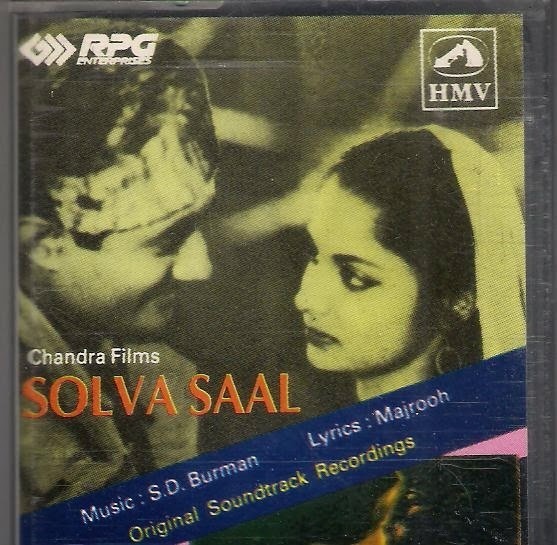 RPG
ENTERPRISES
HMV
Chandra Films
SOLVA SAAL
Music : S.D. Burman Lyrics : Majrooh
Original Soundtrack Recordings